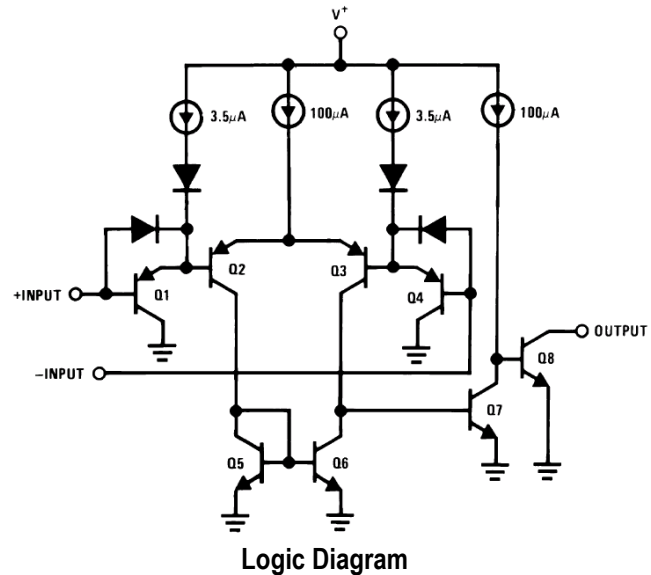 V+
3.5μA
100μA
3.5μA
100μA
Q2
Q3
+INPUT
Q1
Q4
OUTPUT
Q8
-INPUT
Q7
Q5
Q6
Logic Diagram